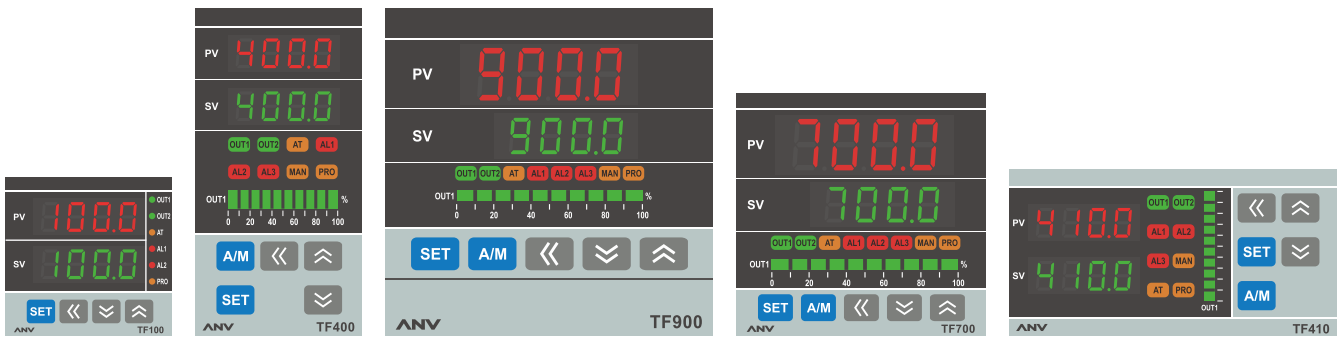 PV 100.0 OUT1
OUT2
AT
SV 100.0 AL1
AL2
PRO
SET
ANV TF100
PV 400.0
SV 400.0
OUT1 OUT2 AT AL1
AL2 AL3 MAN PRO
OUT1 %
0 20 40 60 80 100
A/M
SET
ANV TF400
PV 900.0
SV 900.0
OUT1 OUT2 AT AL1 AL2 AL3 MAN PRO
OUT1 %
0 20 40 60 80 100
SET A/M
ANV TF900
PV 700.0
SV 700.0
OUT1 OUT2 AT AL1 AL2 AL3 MAN PRO
OUT1 %
0 20 40 60 80 100
SET A/M
ANV TF700
PV 410.0
SV 410.0
OUT1 OUT2
AL1 AL2
AL3 MAN
AT PRO
OUT1
SET
A/M
ANV TF410